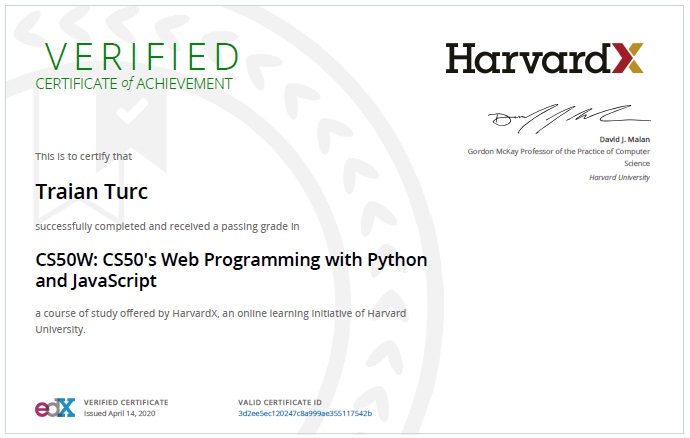 VERIFIED
CERTIFICATE of ACHIEVEMENT
HarvardX
David J. Malan
Gordon McKay Professor of the Practice of Computer
Science
Harvard University
This is to certify that
Traian Turc
successfully completed and received a passing grade in
CS50W: CS50's Web Programming with Python
and JavaScript
a course of study offered by HarvardX, an online learning initiative of Harvard
University.
edX
VERIFIED CERTIFICATE
Issued April 14, 2020
VALID CERTIFICATE ID
3d2ee5ec120247c8a999ae355117542b